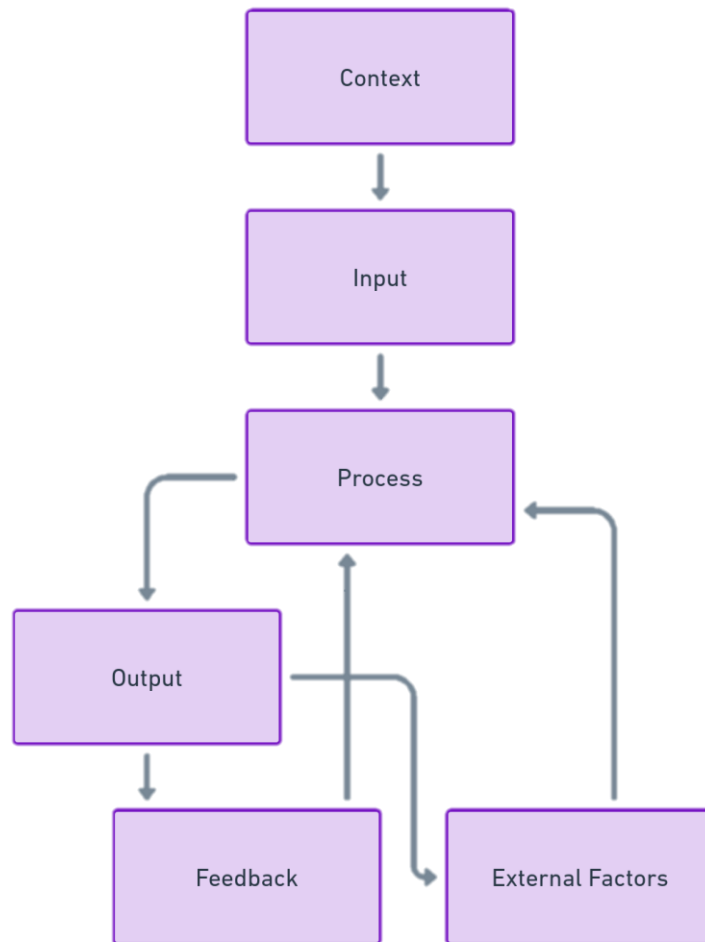 Context
Input
Process
Output
Feedback
External Factors